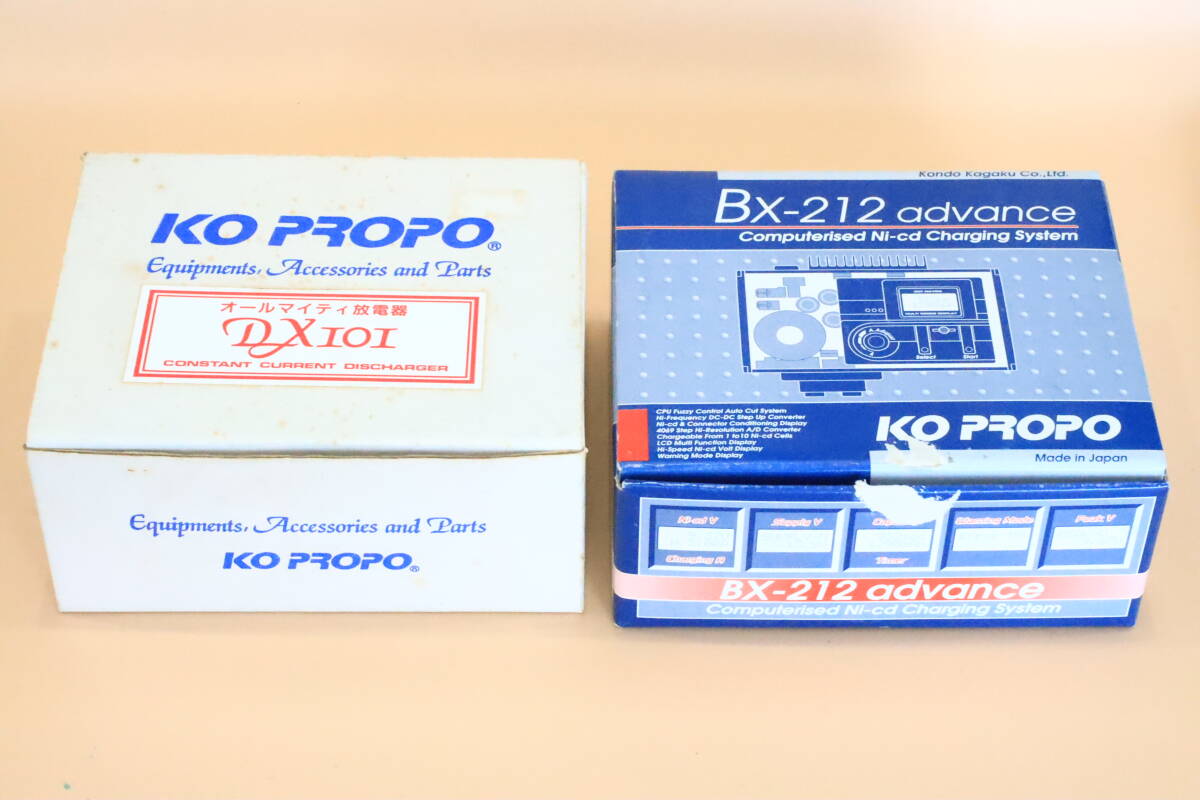 KO PROPO®
Equipments, Accessories and Parts
オールマイティ放電器
DX101
CONSTANT CURRENT DISCHARGER
Equipments, Accessories and Parts
KO PROPO®
Kondo Kagaku Co.,Ltd.
BX-212 advance
Computerised Ni-cd Charging System
Select
Start
CPU Fuzzy Control Auto Cut System
Hi-Frequency DC-DC Step Up Converter
Ni-cd & Connector Conditioning Display
4069 Step Hi-Resolution A/D Converter
Chargeable From 1 to10 Ni-cd Cells
LCD Multi Function Display
Hi-Speed Ni-cd Volt Display
Warning Mode Display
KO PROPO
Made in Japan
Ni-cd V
Supply V
Warning Mode
Peak V
Charging A
Timer
BX-212 advance
Computerised Ni-cd Charging System